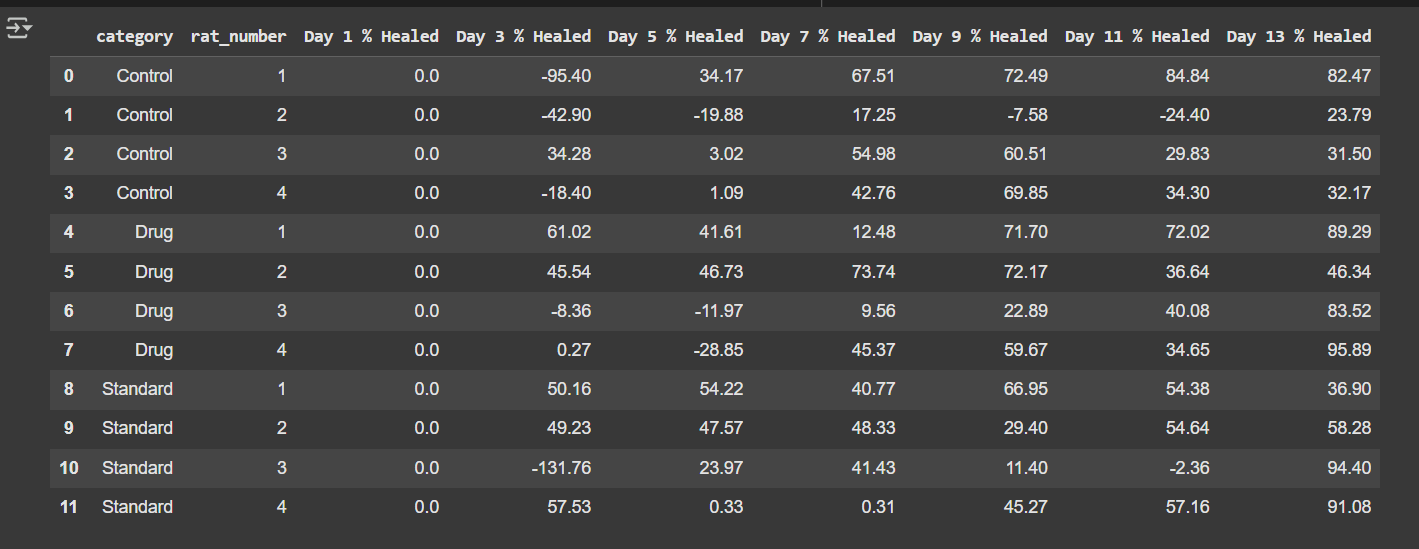 category rat_number Day 1 % Healed Day 3 % Healed Day 5 % Healed Day 7 % Healed Day 9 % Healed Day 11 % Healed Day 13 % Healed
0 Control 1 0.0 -95.40 34.17 67.51 72.49 84.84 82.47
1 Control 2 0.0 -42.90 -19.88 17.25 -7.58 -24.40 23.79
2 Control 3 0.0 34.28 3.02 54.98 60.51 29.83 31.50
3 Control 4 0.0 -18.40 1.09 42.76 69.85 34.30 32.17
4 Drug 1 0.0 61.02 41.61 12.48 71.70 72.02 89.29
5 Drug 2 0.0 45.54 46.73 73.74 72.17 36.64 46.34
6 Drug 3 0.0 -8.36 -11.97 9.56 22.89 40.08 83.52
7 Drug 4 0.0 0.27 -28.85 45.37 59.67 34.65 95.89
8 Standard 1 0.0 50.16 54.22 40.77 66.95 54.38 36.90
9 Standard 2 0.0 49.23 47.57 48.33 29.40 54.64 58.28
10 Standard 3 0.0 -131.76 23.97 41.43 11.40 -2.36 94.40
11 Standard 4 0.0 57.53 0.33 0.31 45.27 57.16 91.08